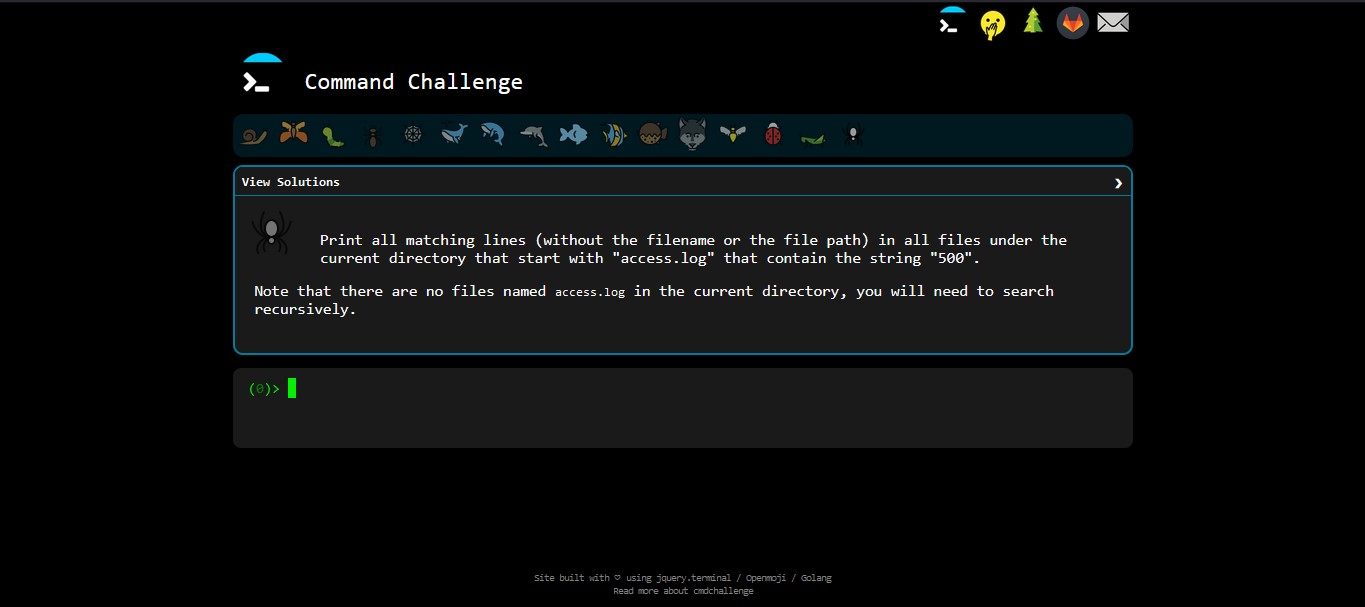 Command Challenge
View Solutions
Print all matching lines (without the filename or the file path) in all files under the
current directory that start with "access.log" that contain the string "500".
Note that there are no files named access.log in the current directory, you will need to search
recursively.
(0)>
Site built with ♡ using jquery.terminal / Openmoji / Golang
Read more about cmdchallenge